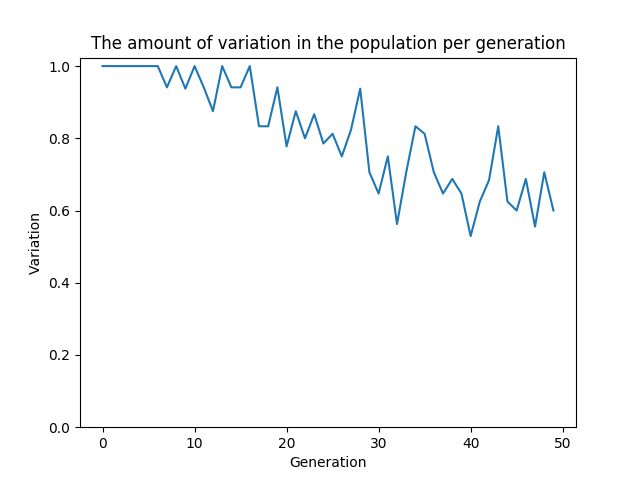 The amount of variation in the population per generation
1.0
0.8
0.6
0.4
0.2
0.0
Variation
0 10 20 30 40 50
Generation